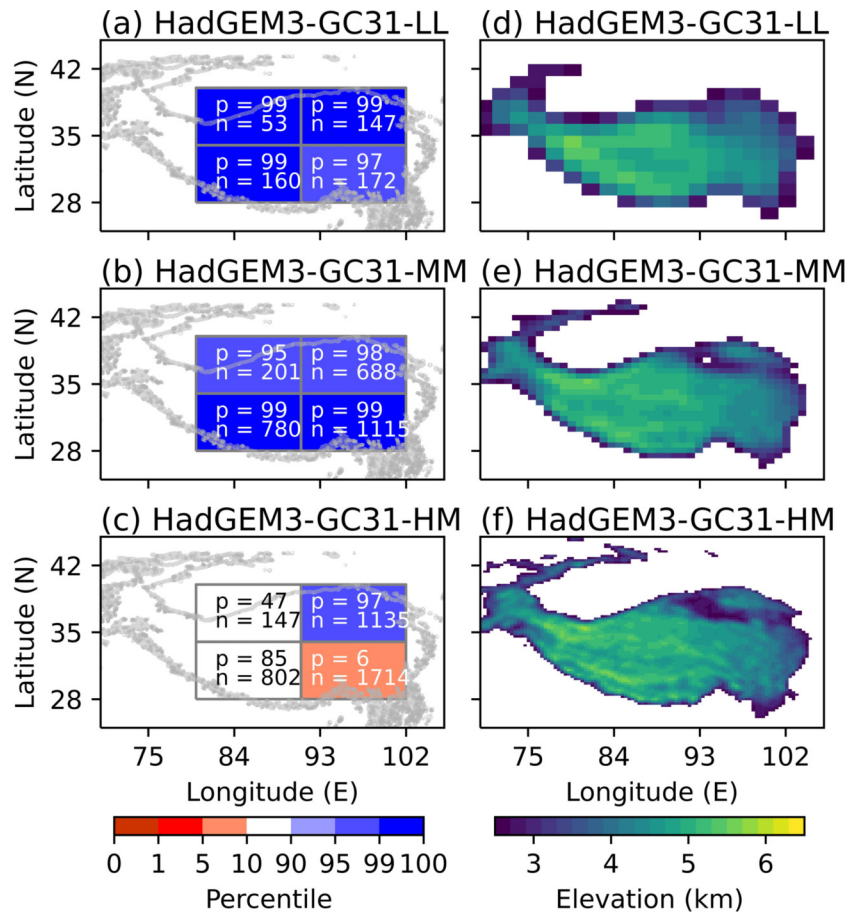 (a) HadGEM3-GC31-LL
(d) HadGEM3-GC31-LL
Latitude (N)
42
35
28
p = 99
n = 53
p = 99
n = 147
p = 99
n = 160
p = 97
n = 172
75
84
93
102
75
84
93
102
(b) HadGEM3-GC31-MM
(e) HadGEM3-GC31-MM
Latitude (N)
42
35
28
p = 95
n = 201
p = 98
n = 688
p = 99
n = 780
p = 99
n = 1115
(c) HadGEM3-GC31-HM
(f) HadGEM3-GC31-HM
Latitude (N)
42
35
28
p = 47
n = 147
p = 97
n = 1135
p = 85
n = 802
p = 6
n = 1714
Longitude (E)
Longitude (E)
0 1 5 10 90 95 99 100
Percentile
3 4 5 6
Elevation (km)